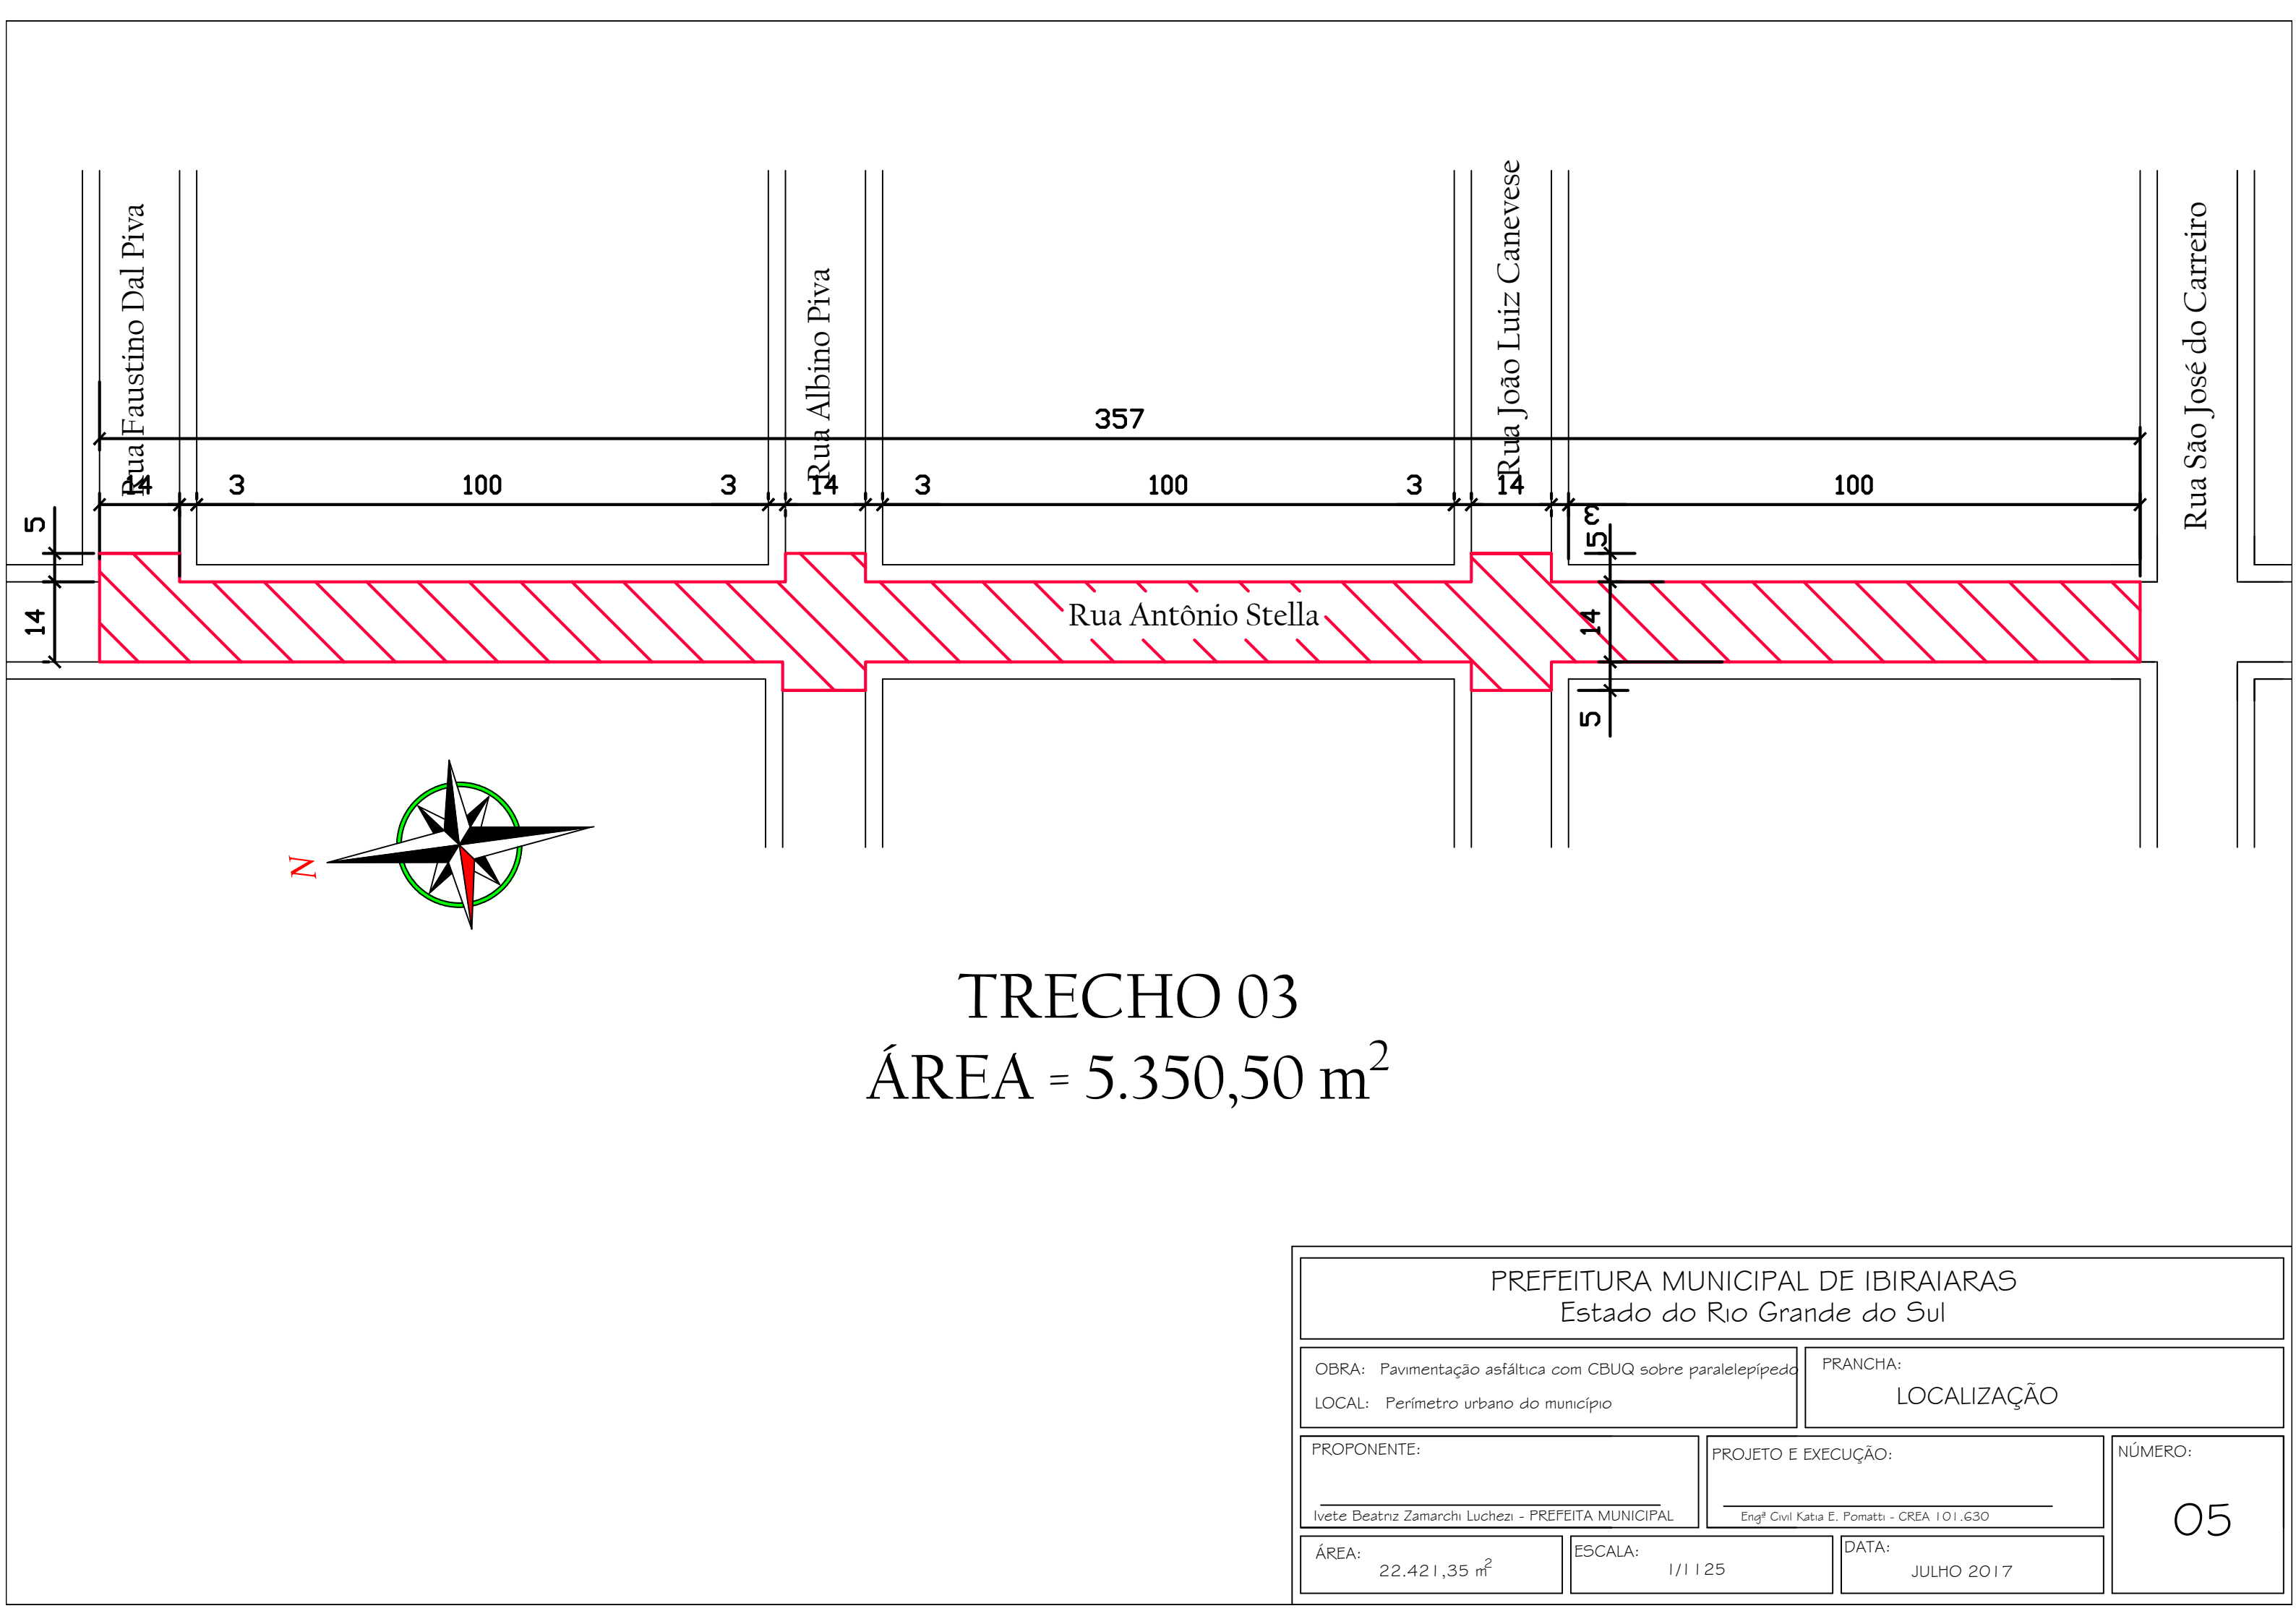 Rua Faustino Dal Piva
Rua Albino Piva
Rua João Luiz Canevese
Rua São José do Carreiro
357
14 3 100 3 14 3 100 3 14 3 100
5
14
5
14
5
Rua Antônio Stella
N
TRECHO 03
ÁREA = 5.350,50 m²
PREFEITURA MUNICIPAL DE IBIRAIARAS
Estado do Rio Grande do Sul
OBRA: Pavimentação asfáltica com CBUQ sobre paralelepípedo
LOCAL: Perímetro urbano do município
PRANCHA:
LOCALIZAÇÃO
PROPONENTE:
Ivete Beatriz Zamarchi Luchezi - PREFEITA MUNICIPAL
PROJETO E EXECUÇÃO:
Engª Civil Katia E. Pomatti - CREA 101.630
NÚMERO:
05
ÁREA:
22.421,35 m²
ESCALA:
1/1125
DATA:
JULHO 2017